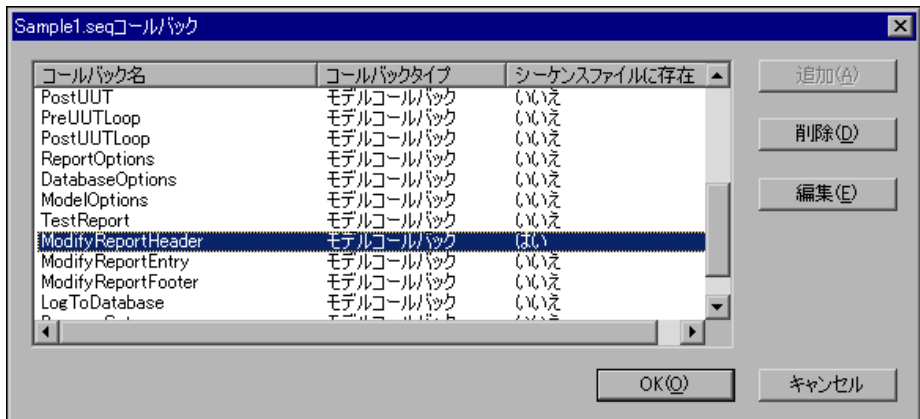 Sample1.seqコールバック
コールバック名 コールバックタイプ シーケンスファイルに存在
PostUUT モデルコールバック いいえ
PreUUTLoop モデルコールバック いいえ
PostUUTLoop モデルコールバック いいえ
ReportOptions モデルコールバック いいえ
DatabaseOptions モデルコールバック いいえ
ModelOptions モデルコールバック いいえ
TestReport モデルコールバック いいえ
ModifyReportHeader モデルコールバック はい
ModifyReportEntry モデルコールバック いいえ
ModifyReportFooter モデルコールバック いいえ
LogToDatabase モデルコールバック いいえ
追加(A)
削除(D)
編集(E)
OK(O) キャンセル